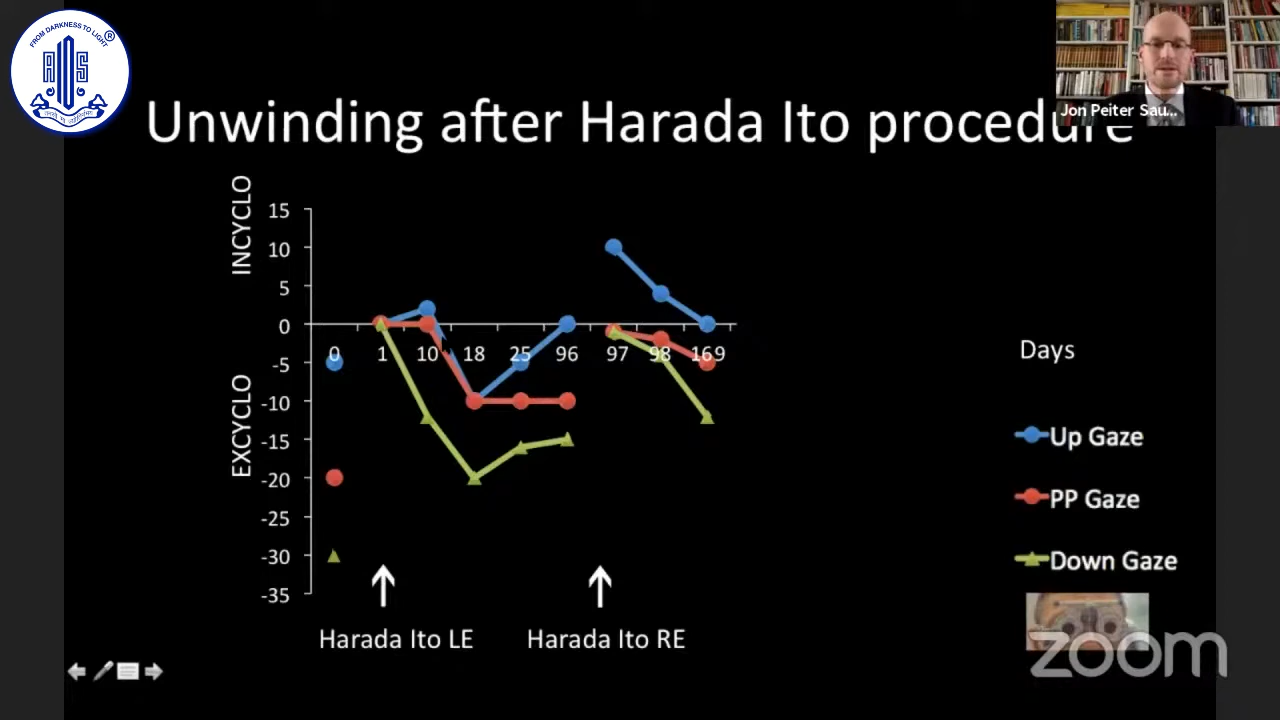 FROM DARKNESS TO LIGHT
®
AIOS
Jon Peiter Sau...
Unwinding after Harada Ito procedure
INCYCLO
EXCYCLO
15
10
5
0
-5
-10
-15
-20
-25
-30
-35
0 1 10 18 25 96 97 98 169
Days
Up Gaze
PP Gaze
Down Gaze
Harada Ito LE Harada Ito RE
zoom